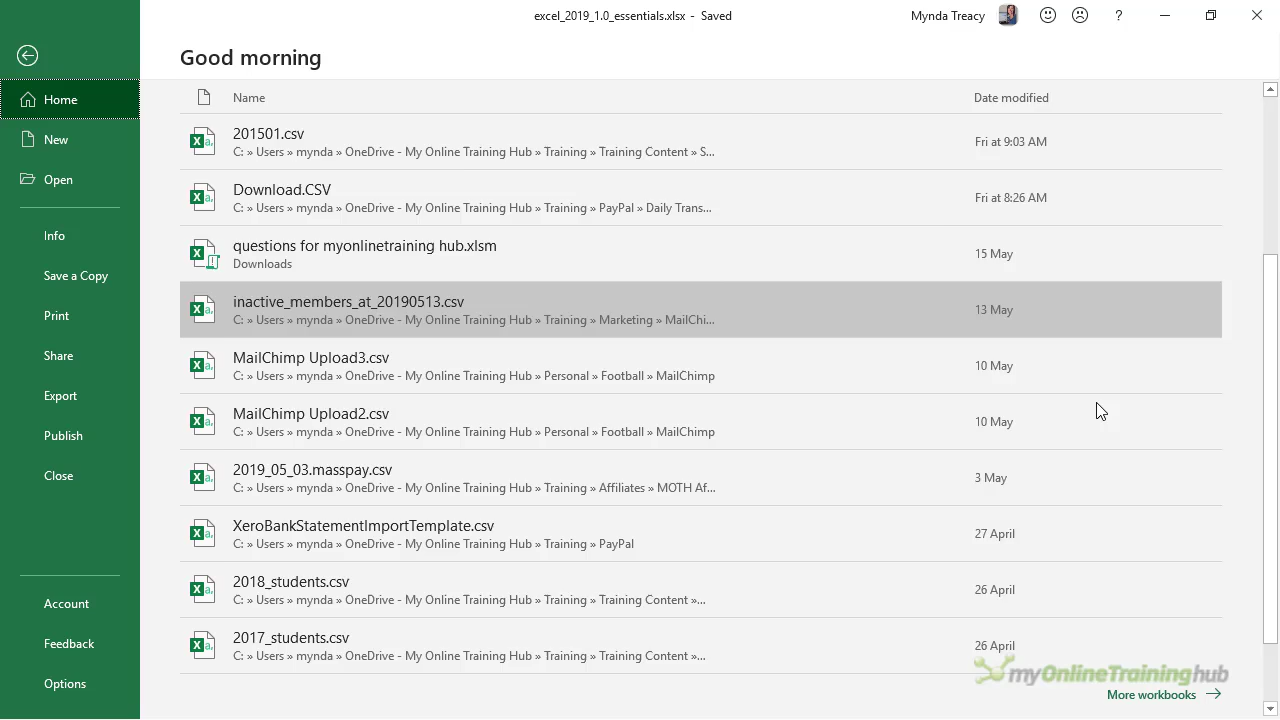 excel_2019_1.0_essentials.xlsx - Saved
Mynda Treacy
?
Good morning
Home
New
Open
Info
Save a Copy
Print
Share
Export
Publish
Close
Account
Feedback
Options
Name Date modified
201501.csv
C: » Users » mynda » OneDrive - My Online Training Hub » Training » Training Content » S...
Fri at 9:03 AM
Download.CSV
C: » Users » mynda » OneDrive - My Online Training Hub » Training » PayPal » Daily Trans...
Fri at 8:26 AM
questions for myonlinetraining hub.xlsm
Downloads
15 May
inactive_members_at_20190513.csv
C: » Users » mynda » OneDrive - My Online Training Hub » Training » Marketing » MailChi...
13 May
MailChimp Upload3.csv
C: » Users » mynda » OneDrive - My Online Training Hub » Personal » Football » MailChimp
10 May
MailChimp Upload2.csv
C: » Users » mynda » OneDrive - My Online Training Hub » Personal » Football » MailChimp
10 May
2019_05_03.masspay.csv
C: » Users » mynda » OneDrive - My Online Training Hub » Training » Affiliates » MOTH Af...
3 May
XeroBankStatementImportTemplate.csv
C: » Users » mynda » OneDrive - My Online Training Hub » Training » PayPal
27 April
2018_students.csv
C: » Users » mynda » OneDrive - My Online Training Hub » Training » Training Content »...
26 April
2017_students.csv
C: » Users » mynda » OneDrive - My Online Training Hub » Training » Training Content »...
26 April
myOnlineTraininghub
More workbooks